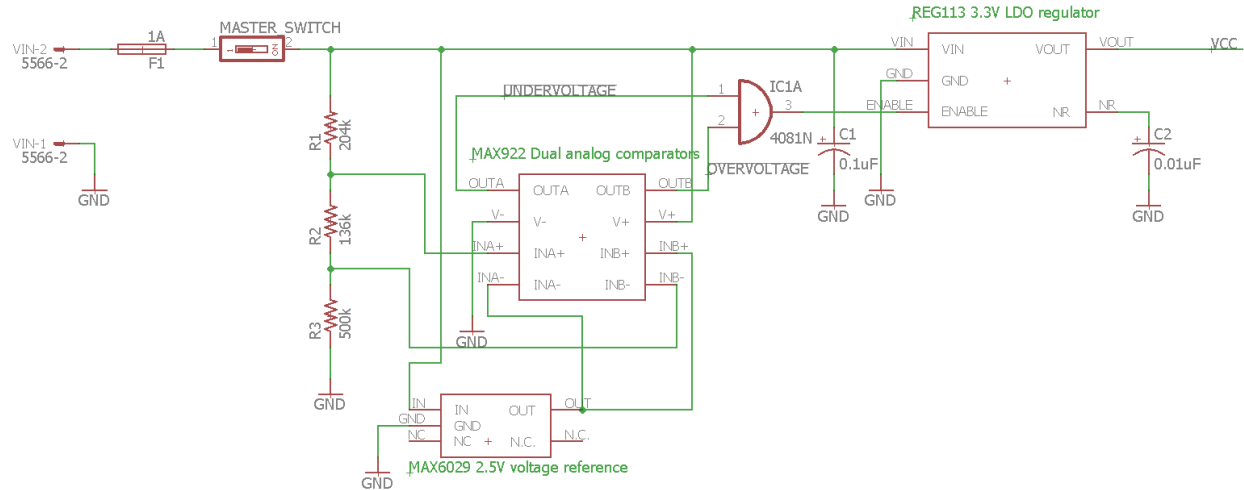 REG113 3.3V LDO regulator
MASTER_SWITCH
VIN-2
5566-2
1A
F1
1
1
ON
2
VIN
VIN
VOUT
VOUT
VCC
GND
GND
ENABLE
ENABLE
NR
NR
UNDERVOLTAGE
1
2
3
IC1A
4081N
OVERVOLTAGE
C1
0.1uF
GND
GND
C2
0.01uF
GND
VIN-1
5566-2
GND
R1
204k
R2
136k
R3
500k
GND
MAX922 Dual analog comparators
OUTA
OUTA
OUTB
OUTB
V-
V-
V+
V+
INA+
INA+
INB+
INB+
INA-
INA-
INB-
INB-
GND
IN
IN
OUT
OUT
GND
GND
NC
NC
N.C.
N.C.
MAX6029 2.5V voltage reference
GND